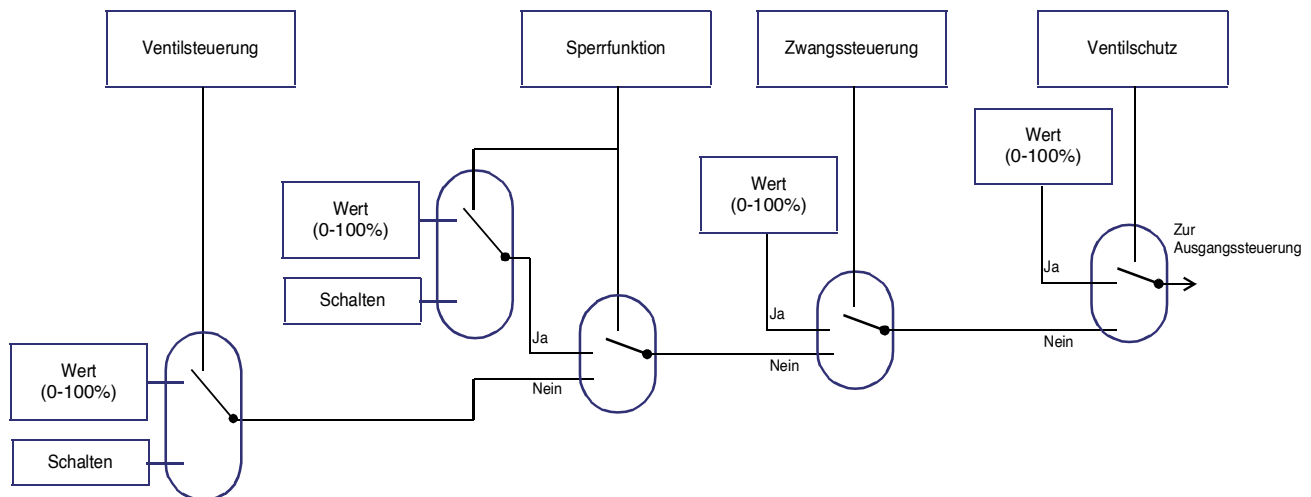 Ventilsteuerung
Sperrfunktion
Zwangssteuerung
Ventilschutz
Wert
(0-100%)
Wert
(0-100%)
Wert
(0-100%)
Zur
Ausgangssteuerung
Ja
Schalten
Ja
Ja
Nein
Wert
(0-100%)
Nein
Nein
Schalten